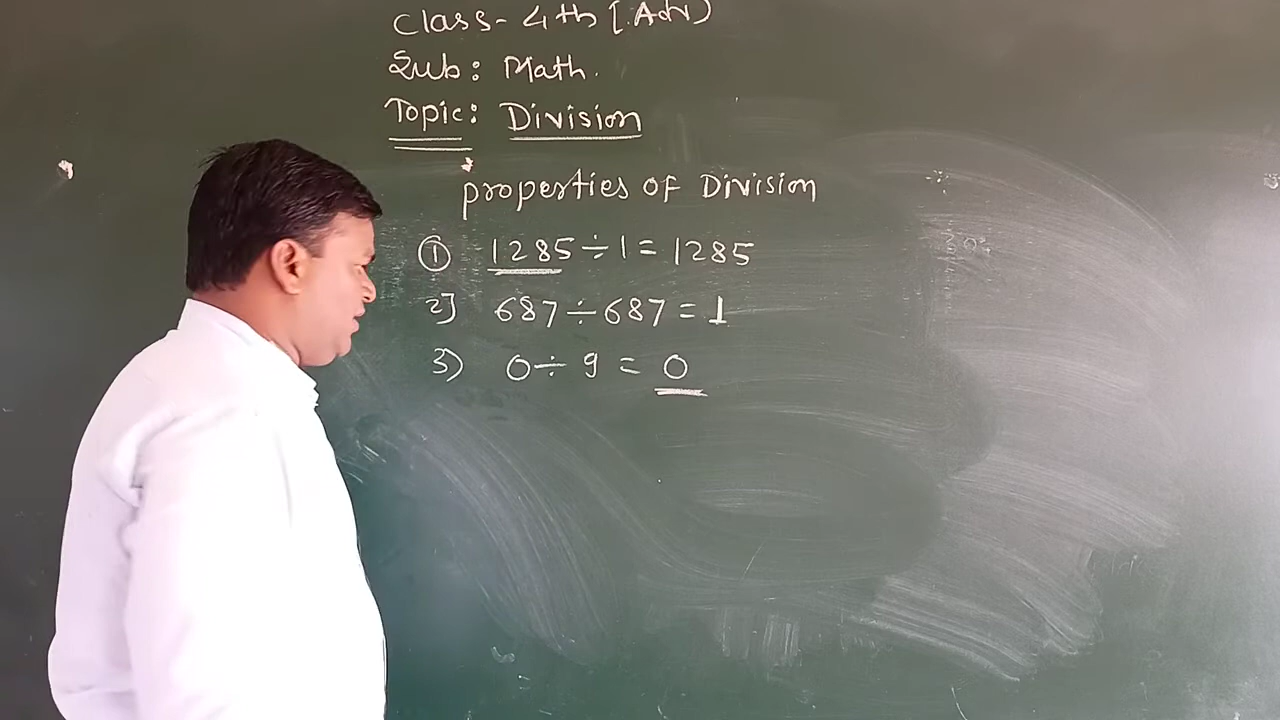 Class- 4th [Adv)
Sub: Math.
Topic: Division
properties of Division
① 1285÷1=1285
2] 687÷687=1
3) 0÷ 9 = 0